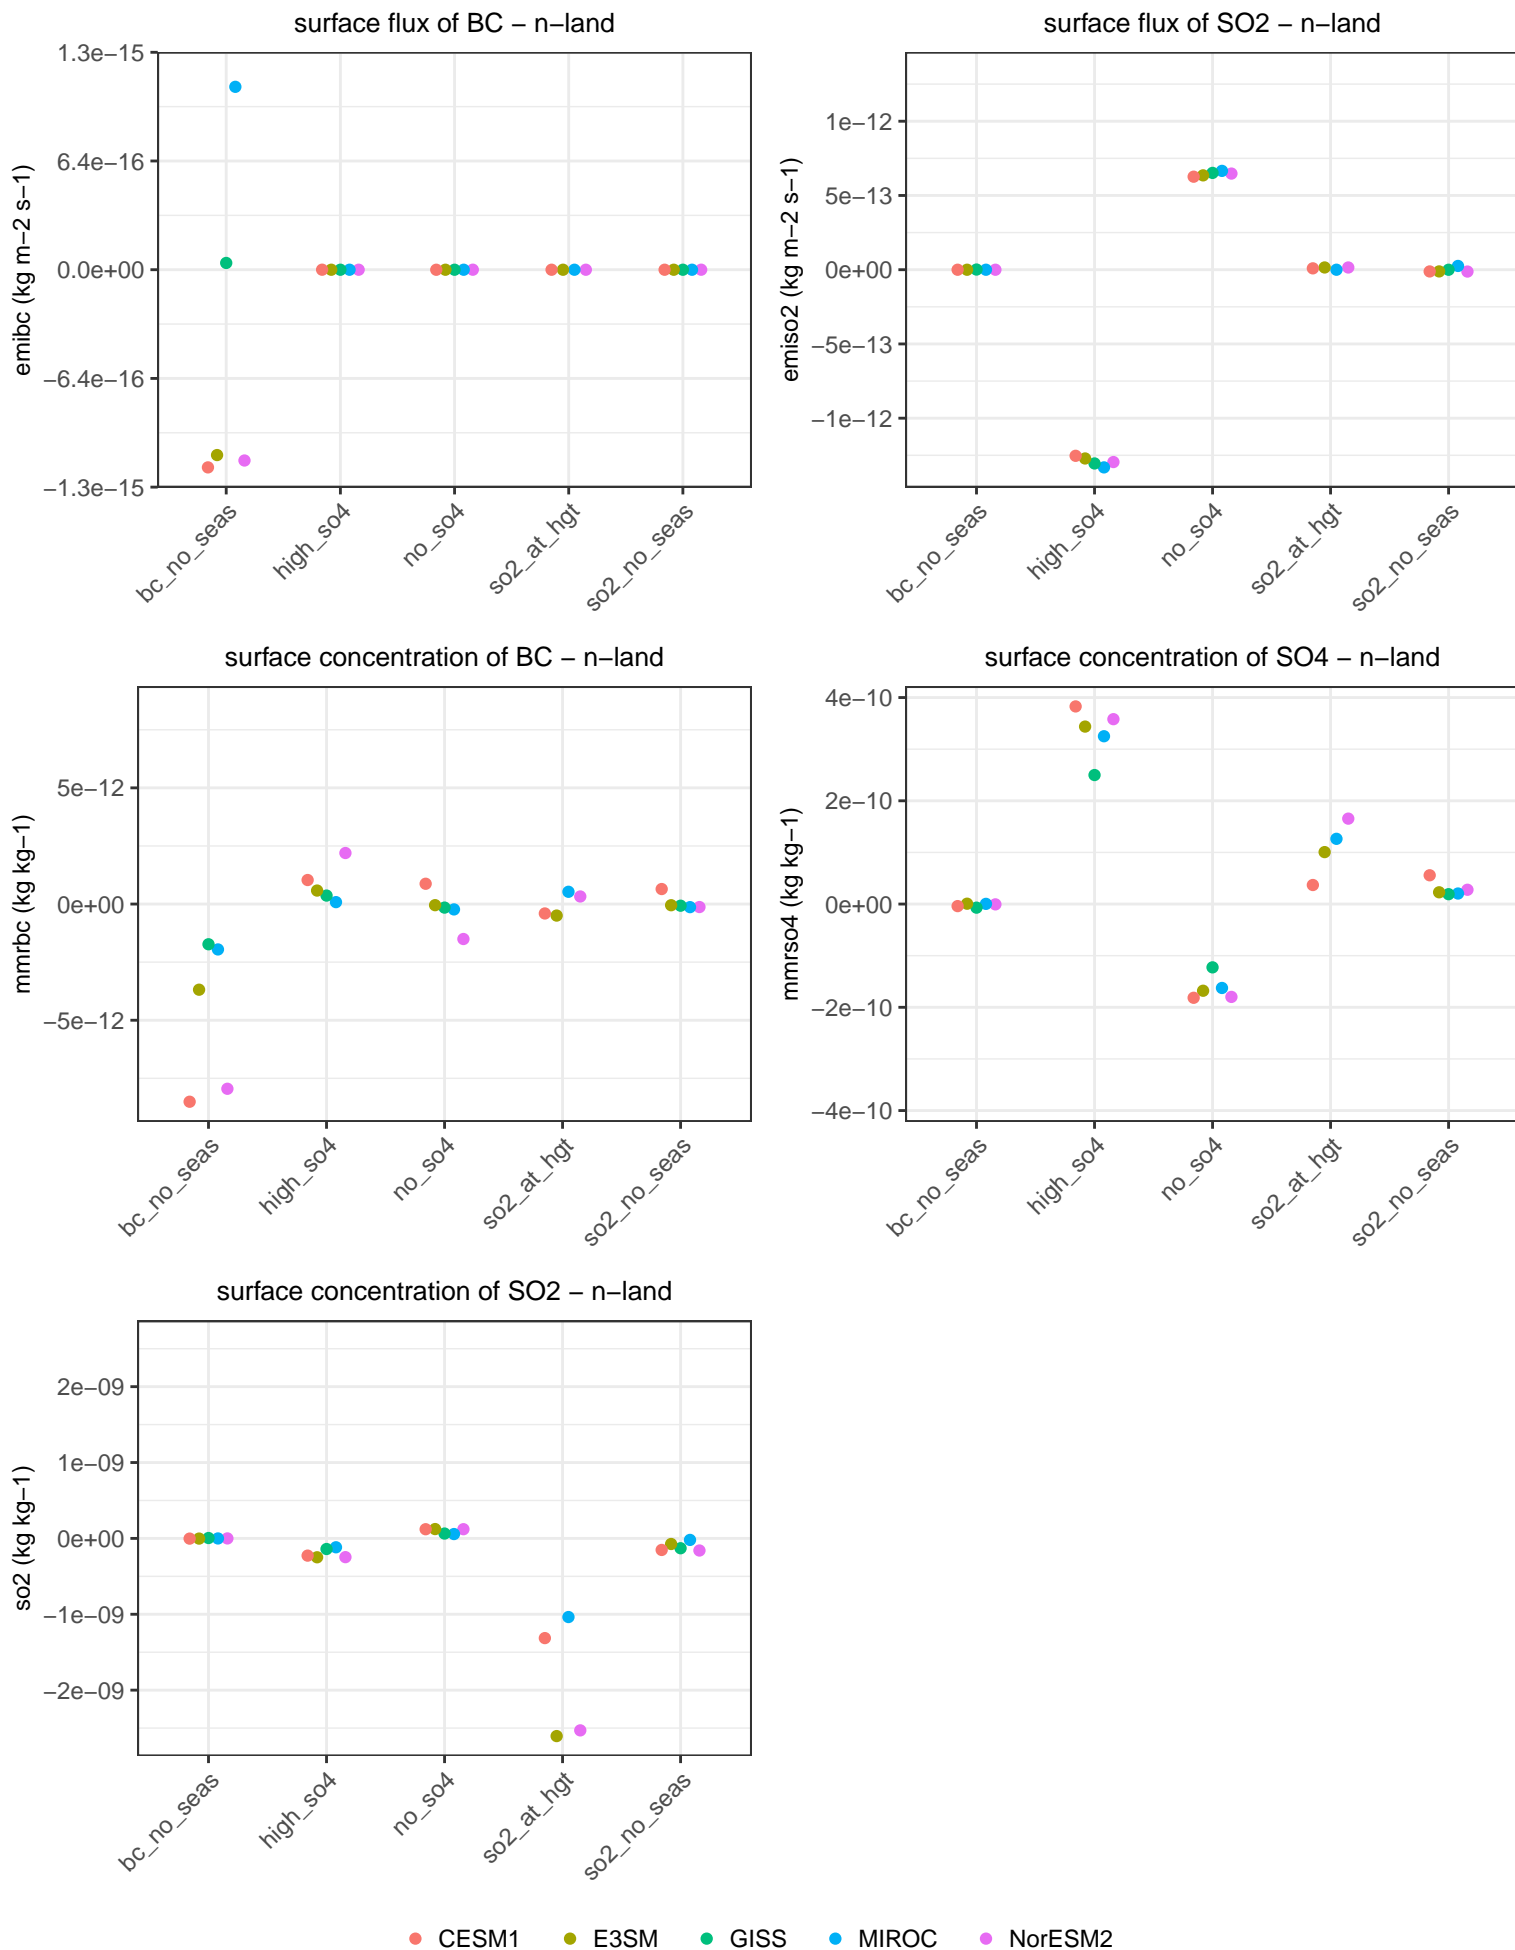 surface flux of BC − n−land
1.3e−15
6.4e−16
0.0e+00
−6.4e−16
−1.3e−15
emibc (kg m−2 s−1)
bc_no_seas
high_so4
no_so4
so2_at_hgt
so2_no_seas
surface flux of SO2 − n−land
1e−12
5e−13
0e+00
−5e−13
−1e−12
emiso2 (kg m−2 s−1)
bc_no_seas
high_so4
no_so4
so2_at_hgt
so2_no_seas
surface concentration of BC − n−land
5e−12
0e+00
−5e−12
mmrbc (kg kg−1)
bc_no_seas
high_so4
no_so4
so2_at_hgt
so2_no_seas
surface concentration of SO4 − n−land
4e−10
2e−10
0e+00
−2e−10
−4e−10
mmrso4 (kg kg−1)
bc_no_seas
high_so4
no_so4
so2_at_hgt
so2_no_seas
surface concentration of SO2 − n−land
2e−09
1e−09
0e+00
−1e−09
−2e−09
so2 (kg kg−1)
bc_no_seas
high_so4
no_so4
so2_at_hgt
so2_no_seas
CESM1 E3SM GISS MIROC NorESM2